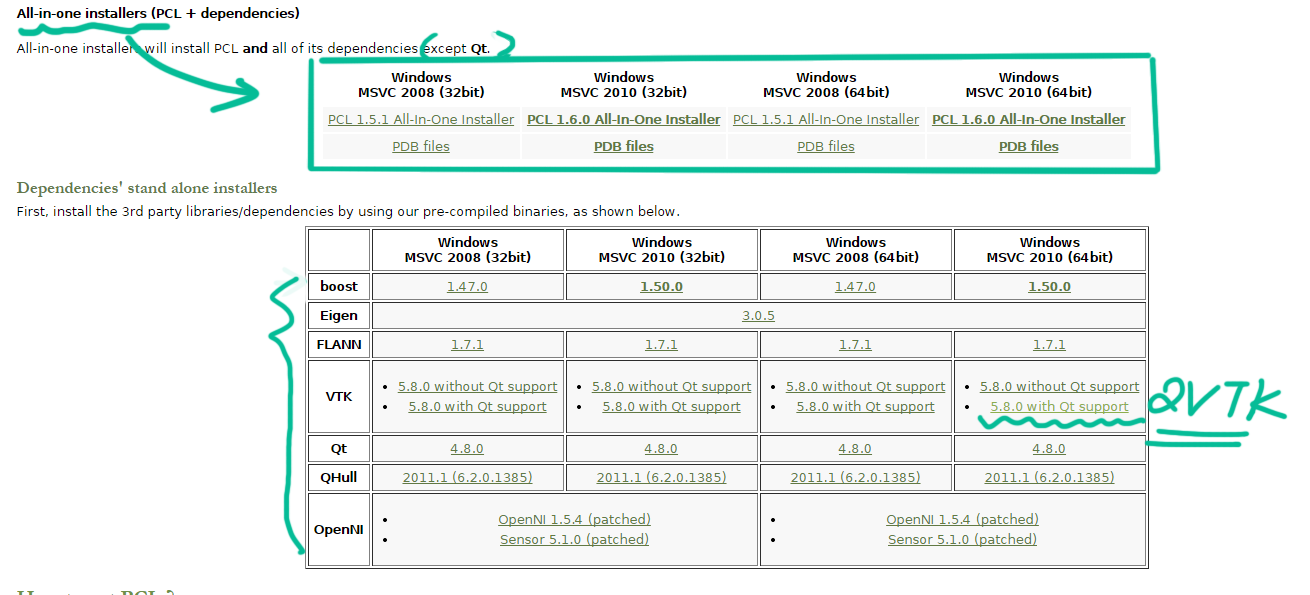 All-in-one installers (PCL + dependencies)
All-in-one installers will install PCL and all of its dependencies except Qt.
Windows MSVC 2008 (32bit) Windows MSVC 2010 (32bit) Windows MSVC 2008 (64bit) Windows MSVC 2010 (64bit)
PCL 1.5.1 All-In-One Installer PCL 1.6.0 All-In-One Installer PCL 1.5.1 All-In-One Installer PCL 1.6.0 All-In-One Installer
PDB files PDB files PDB files PDB files
Dependencies' stand alone installers
First, install the 3rd party libraries/dependencies by using our pre-compiled binaries, as shown below.
Windows MSVC 2008 (32bit) Windows MSVC 2010 (32bit) Windows MSVC 2008 (64bit) Windows MSVC 2010 (64bit)
boost 1.47.0 1.50.0 1.47.0 1.50.0
Eigen 3.0.5
FLANN 1.7.1 1.7.1 1.7.1 1.7.1
VTK
5.8.0 without Qt support 5.8.0 without Qt support 5.8.0 without Qt support 5.8.0 without Qt support
5.8.0 with Qt support 5.8.0 with Qt support 5.8.0 with Qt support 5.8.0 with Qt support
QVTK
Qt 4.8.0 4.8.0 4.8.0 4.8.0
QHull 2011.1 (6.2.0.1385) 2011.1 (6.2.0.1385) 2011.1 (6.2.0.1385) 2011.1 (6.2.0.1385)
OpenNI
OpenNI 1.5.4 (patched) OpenNI 1.5.4 (patched)
Sensor 5.1.0 (patched) Sensor 5.1.0 (patched)